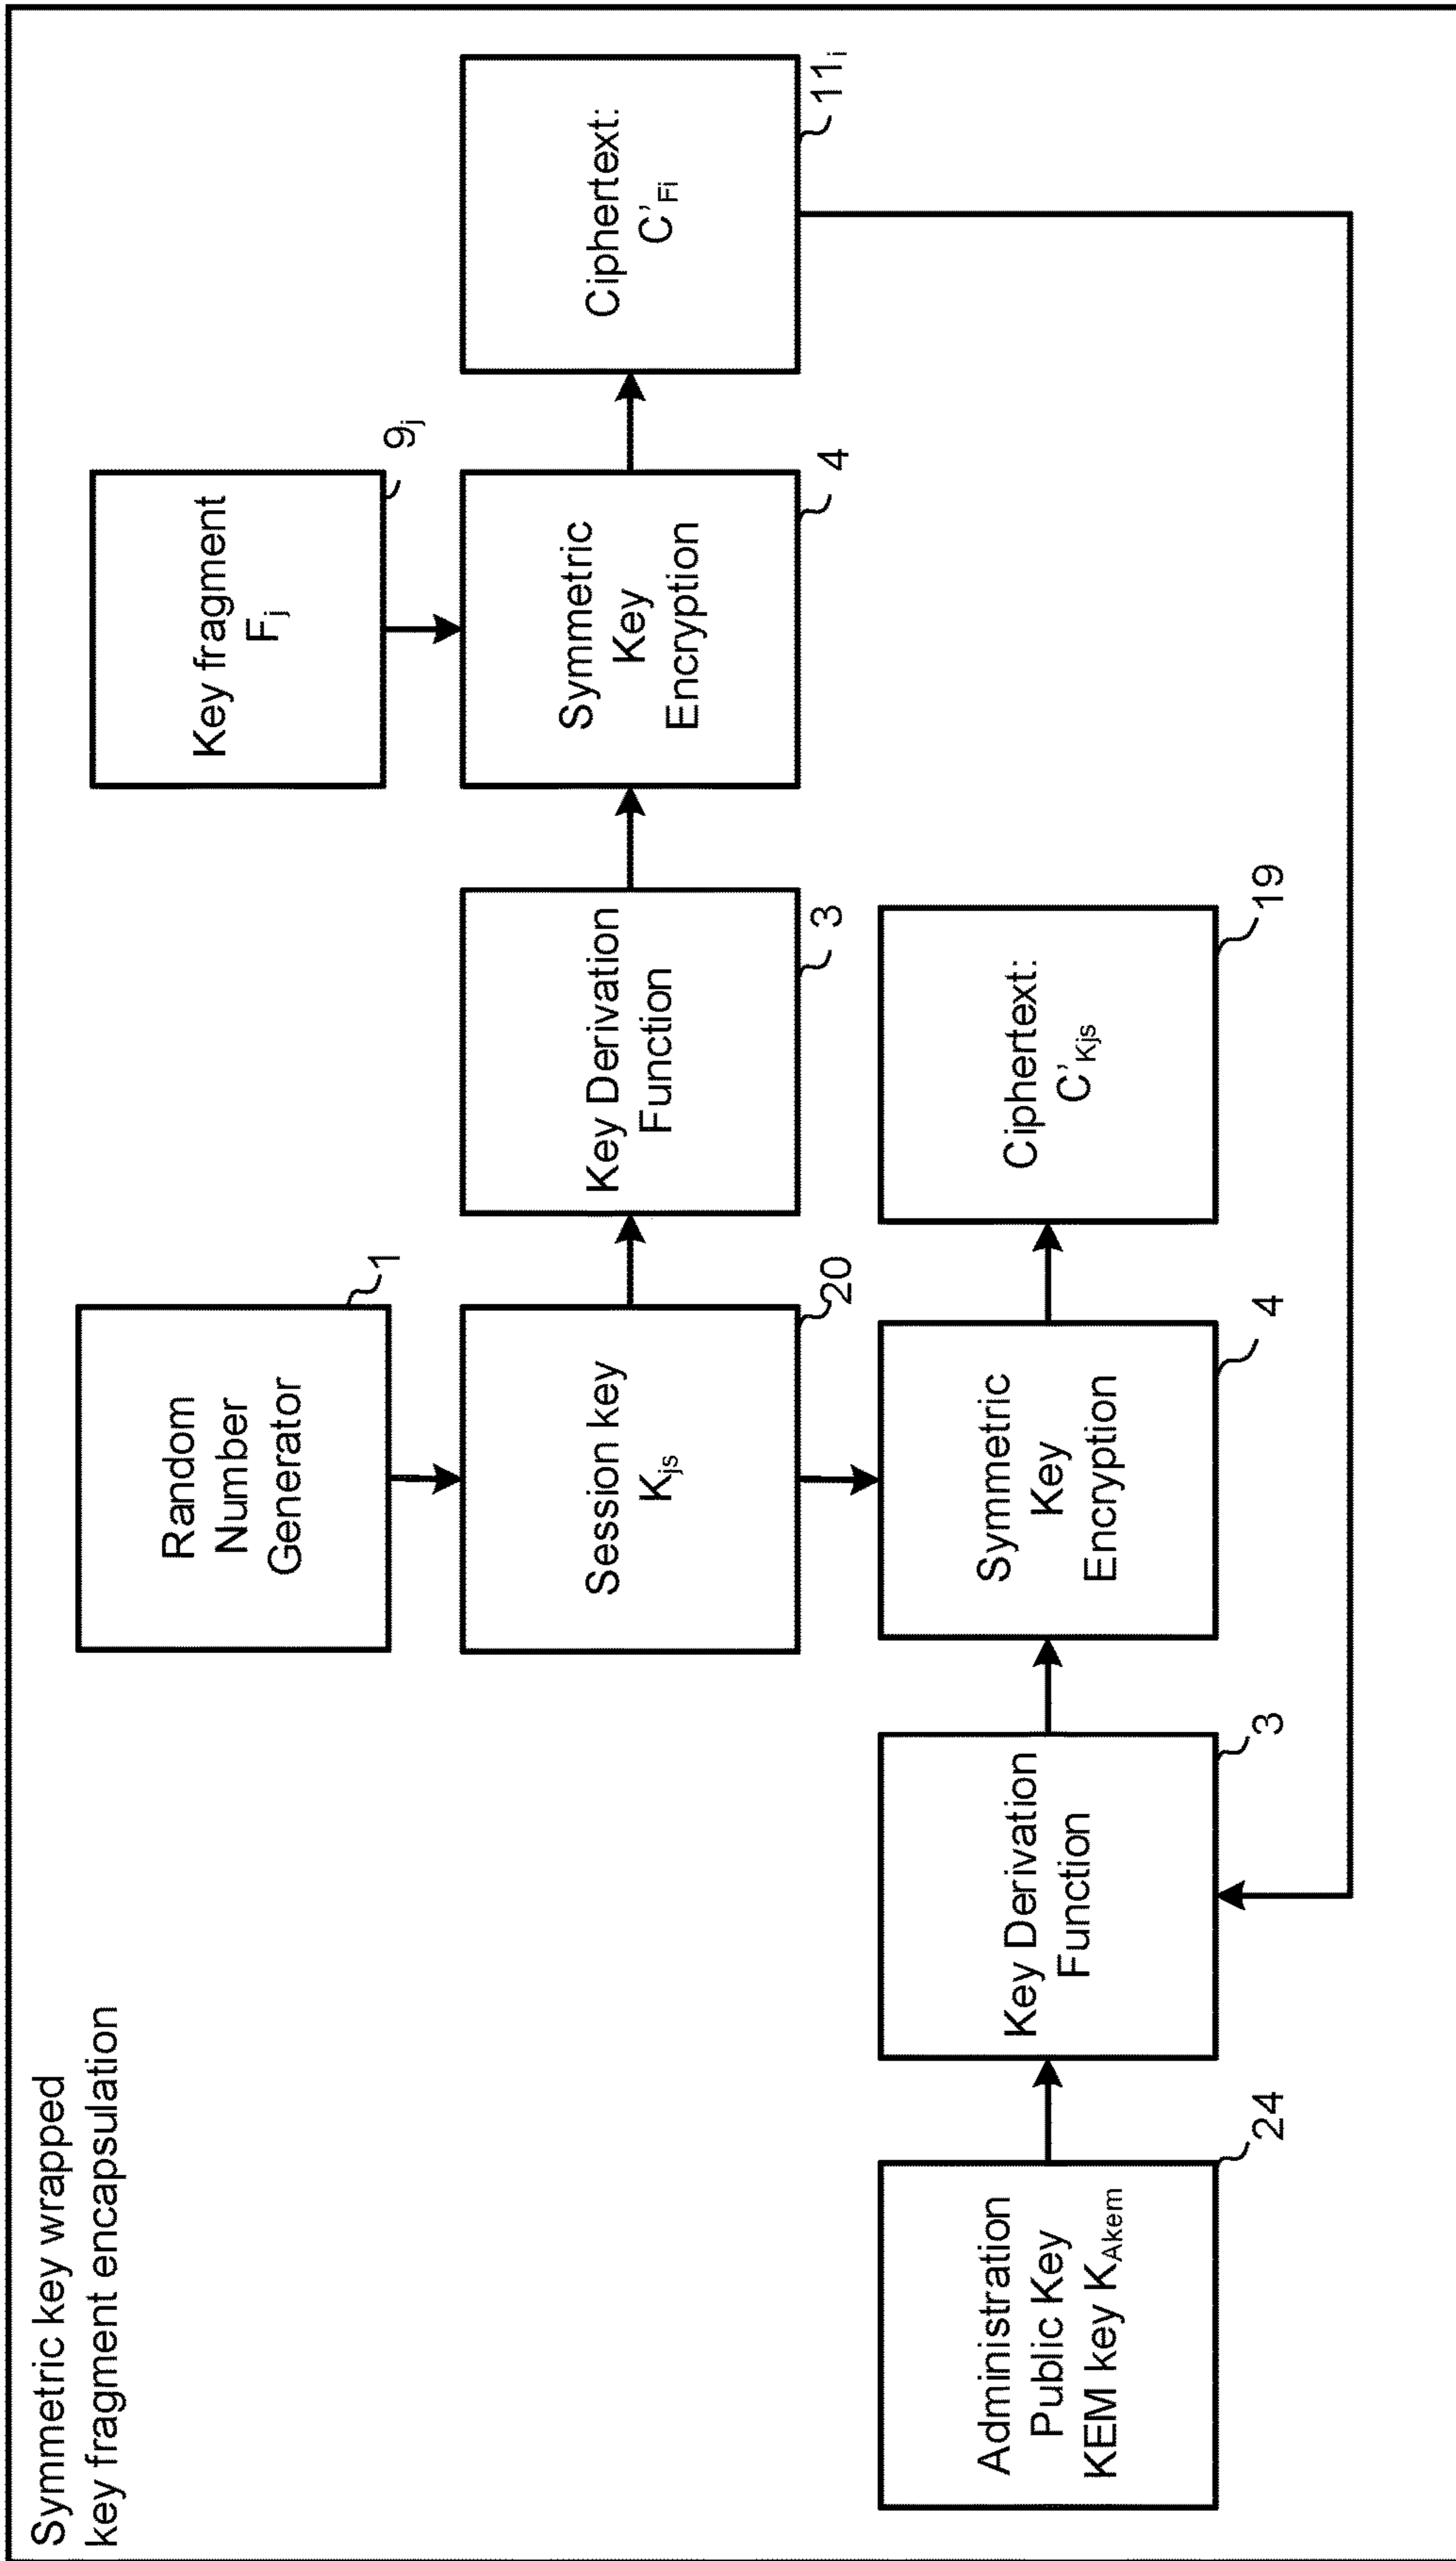 Symmetric key wrapped
key fragment encapsulation
Random
Number
Generator
1
Key fragment
Fⱼ
9ⱼ
Session key
Kⱼₛ
20
Key Derivation
Function
3
Symmetric
Key
Encryption
4
Ciphertext:
C'Fi
11ᵢ
Administration
Public Key
KEM key KAkem
24
Key Derivation
Function
3
Symmetric
Key
Encryption
4
Ciphertext:
C'Kjs
19